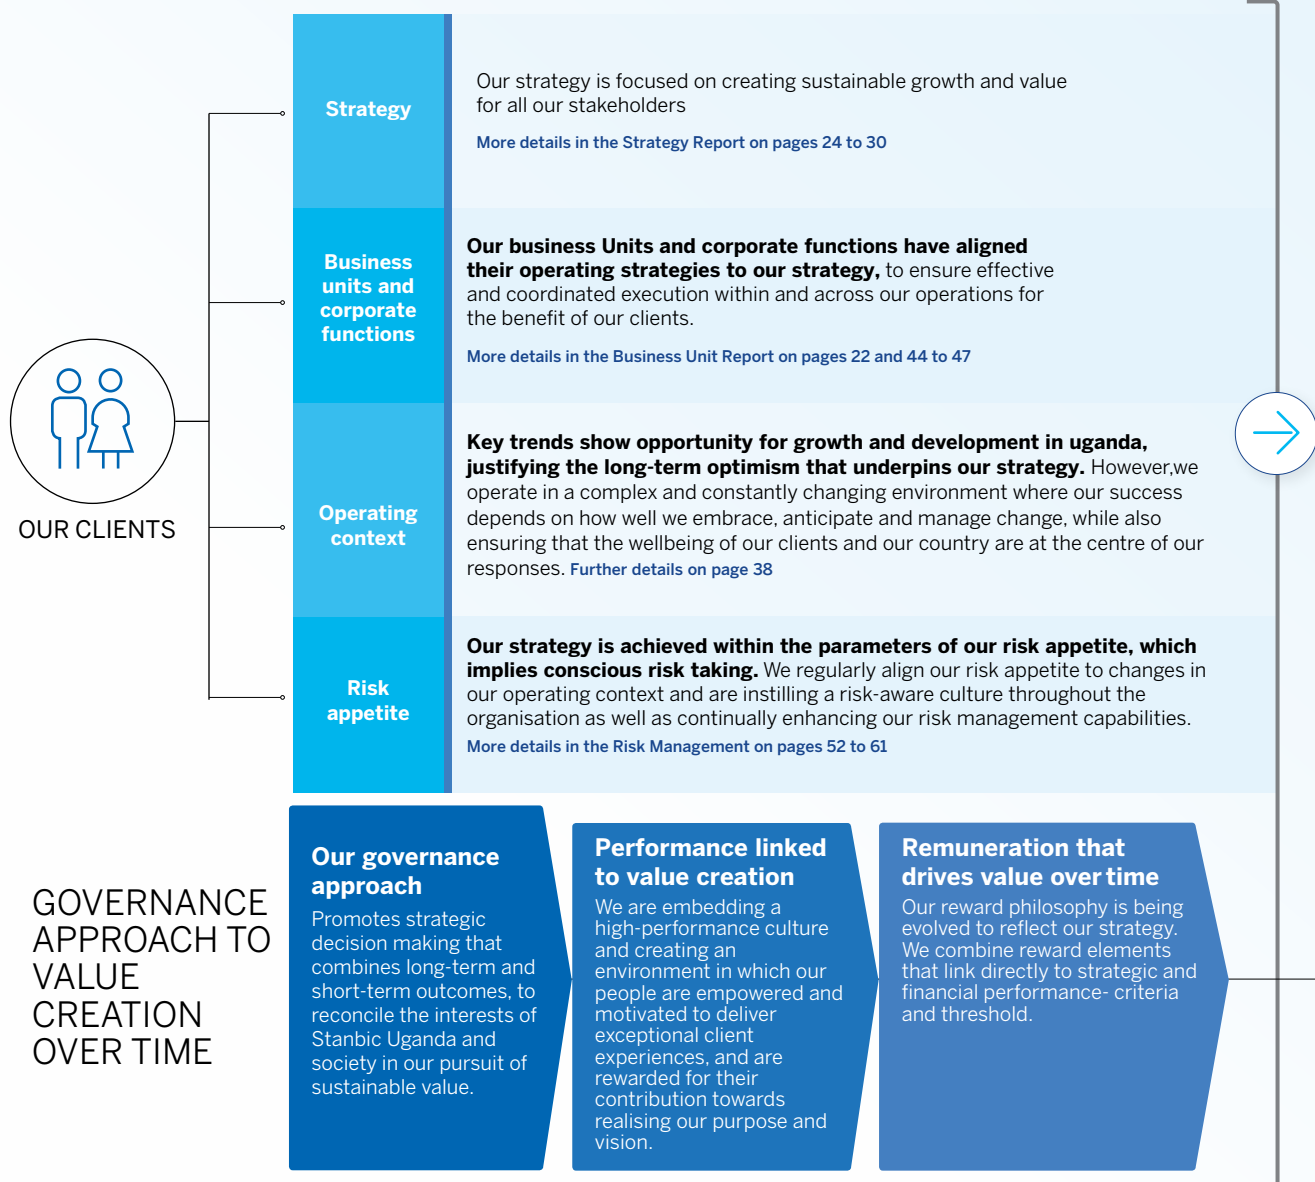 OUR CLIENTS
Strategy
Our strategy is focused on creating sustainable growth and value
for all our stakeholders
More details in the Strategy Report on pages 24 to 30
Business
units and
corporate
functions
Our business Units and corporate functions have aligned
their operating strategies to our strategy, to ensure effective
and coordinated execution within and across our operations for
the benefit of our clients.
More details in the Business Unit Report on pages 22 and 44 to 47
Operating
context
Key trends show opportunity for growth and development in uganda,
justifying the long-term optimism that underpins our strategy. However,we
operate in a complex and constantly changing environment where our success
depends on how well we embrace, anticipate and manage change, while also
ensuring that the wellbeing of our clients and our country are at the centre of our
responses. Further details on page 38
Risk
appetite
Our strategy is achieved within the parameters of our risk appetite, which
implies conscious risk taking. We regularly align our risk appetite to changes in
our operating context and are instilling a risk-aware culture throughout the
organisation as well as continually enhancing our risk management capabilities.
More details in the Risk Management on pages 52 to 61
GOVERNANCE
APPROACH TO
VALUE
CREATION
OVER TIME
Our governance
approach
Promotes strategic
decision making that
combines long-term and
short-term outcomes, to
reconcile the interests of
Stanbic Uganda and
society in our pursuit of
sustainable value.
Performance linked
to value creation
We are embedding a
high-performance culture
and creating an
environment in which our
people are empowered and
motivated to deliver
exceptional client
experiences, and are
rewarded for their
contribution towards
realising our purpose and
vision.
Remuneration that
drives value over time
Our reward philosophy is being
evolved to reflect our strategy.
We combine reward elements
that link directly to strategic and
financial performance- criteria
and threshold.